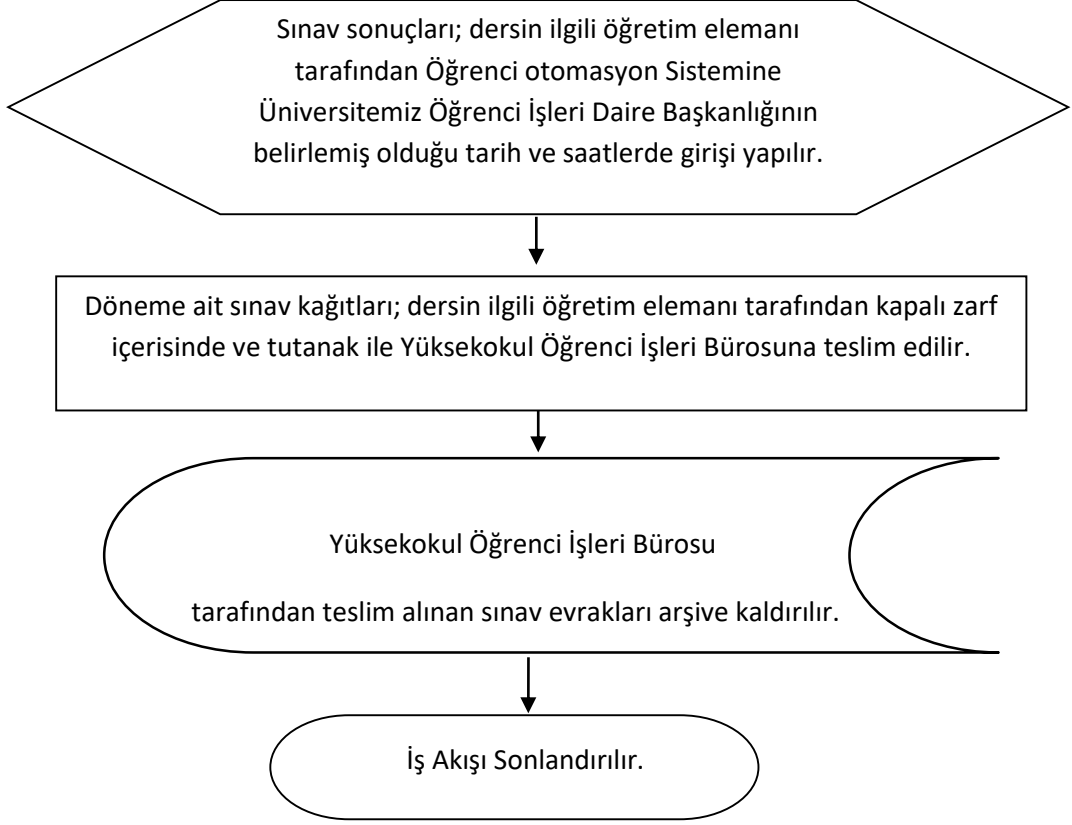 Sınav sonuçları; dersin ilgili öğretim elemanı
tarafından Öğrenci otomasyon Sistemine
Üniversitemiz Öğrenci İşleri Daire Başkanlığının
belirlemiş olduğu tarih ve saatlerde girişi yapılır.
Döneme ait sınav kağıtları; dersin ilgili öğretim elemanı tarafından kapalı zarf
içerisinde ve tutanak ile Yüksekokul Öğrenci İşleri Bürosuna teslim edilir.
Yüksekokul Öğrenci İşleri Bürosu
tarafından teslim alınan sınav evrakları arşive kaldırılır.
İş Akışı Sonlandırılır.